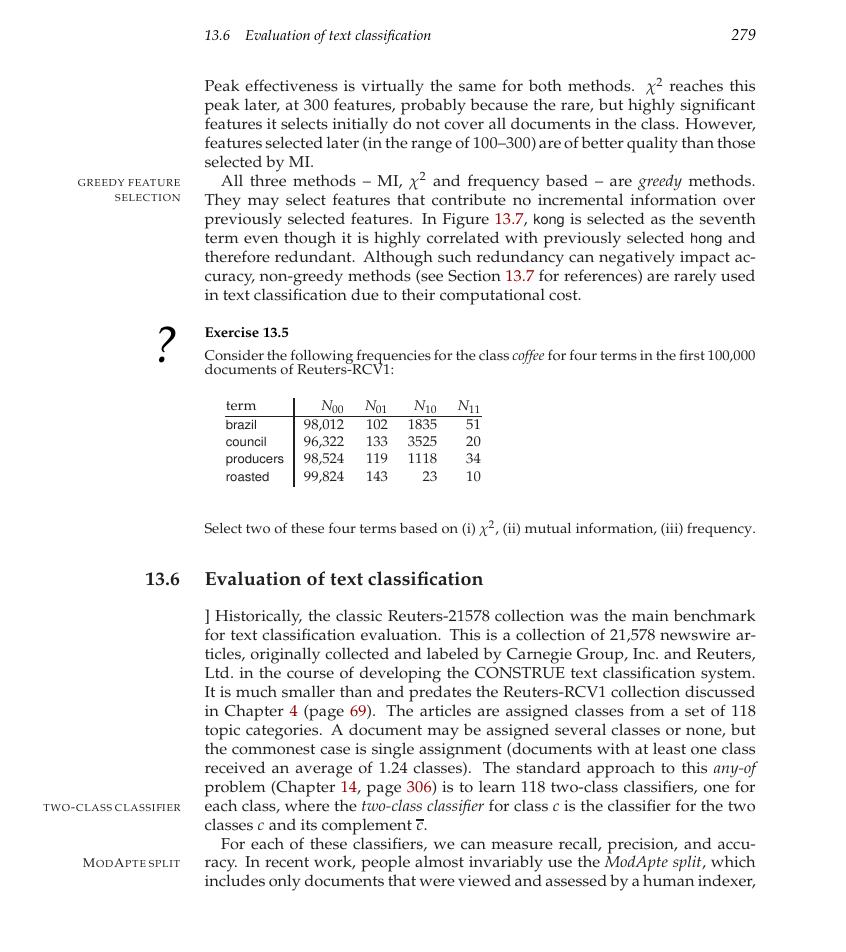 13.6 Evaluation of text classification 279
Peak effectiveness is virtually the same for both methods. χ² reaches this
peak later, at 300 features, probably because the rare, but highly significant
features it selects initially do not cover all documents in the class. However,
features selected later (in the range of 100–300) are of better quality than those
selected by MI.
GREEDY FEATURE
SELECTION
All three methods – MI, χ² and frequency based – are greedy methods.
They may select features that contribute no incremental information over
previously selected features. In Figure 13.7, kong is selected as the seventh
term even though it is highly correlated with previously selected hong and
therefore redundant. Although such redundancy can negatively impact ac-
curacy, non-greedy methods (see Section 13.7 for references) are rarely used
in text classification due to their computational cost.
?
Exercise 13.5
Consider the following frequencies for the class coffee for four terms in the first 100,000
documents of Reuters-RCV1:
term N₀₀ N₀₁ N₁₀ N₁₁
brazil 98,012 102 1835 51
council 96,322 133 3525 20
producers 98,524 119 1118 34
roasted 99,824 143 23 10
Select two of these four terms based on (i) χ², (ii) mutual information, (iii) frequency.
13.6 Evaluation of text classification
] Historically, the classic Reuters-21578 collection was the main benchmark
for text classification evaluation. This is a collection of 21,578 newswire ar-
ticles, originally collected and labeled by Carnegie Group, Inc. and Reuters,
Ltd. in the course of developing the CONSTRUE text classification system.
It is much smaller than and predates the Reuters-RCV1 collection discussed
in Chapter 4 (page 69). The articles are assigned classes from a set of 118
topic categories. A document may be assigned several classes or none, but
the commonest case is single assignment (documents with at least one class
received an average of 1.24 classes). The standard approach to this any-of
problem (Chapter 14, page 306) is to learn 118 two-class classifiers, one for
TWO-CLASS CLASSIFIER
each class, where the two-class classifier for class c is the classifier for the two
classes c and its complement c̅.
For each of these classifiers, we can measure recall, precision, and accu-
MODAPTE SPLIT
racy. In recent work, people almost invariably use the ModApte split, which
includes only documents that were viewed and assessed by a human indexer,